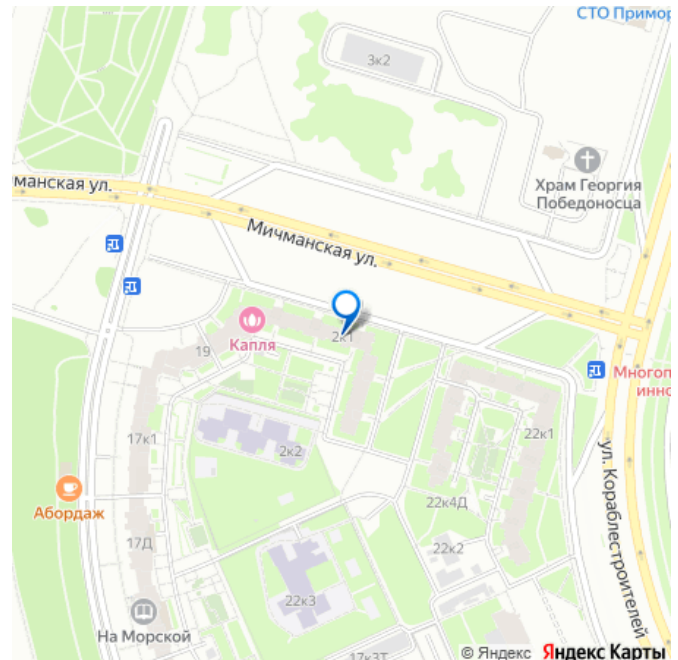 СТО Примор
3к2
Храм Георгия
Победоносца
манская ул.
Мичманская ул.
Капля
2к1
19
Многоп
инно
17к1
22к1
2к2
ул. Кораблестроителей
Абордаж
22к4Д
17Д
22к2
22к3
На Морской
17к3Т
© Яндекс Яндекс Карты